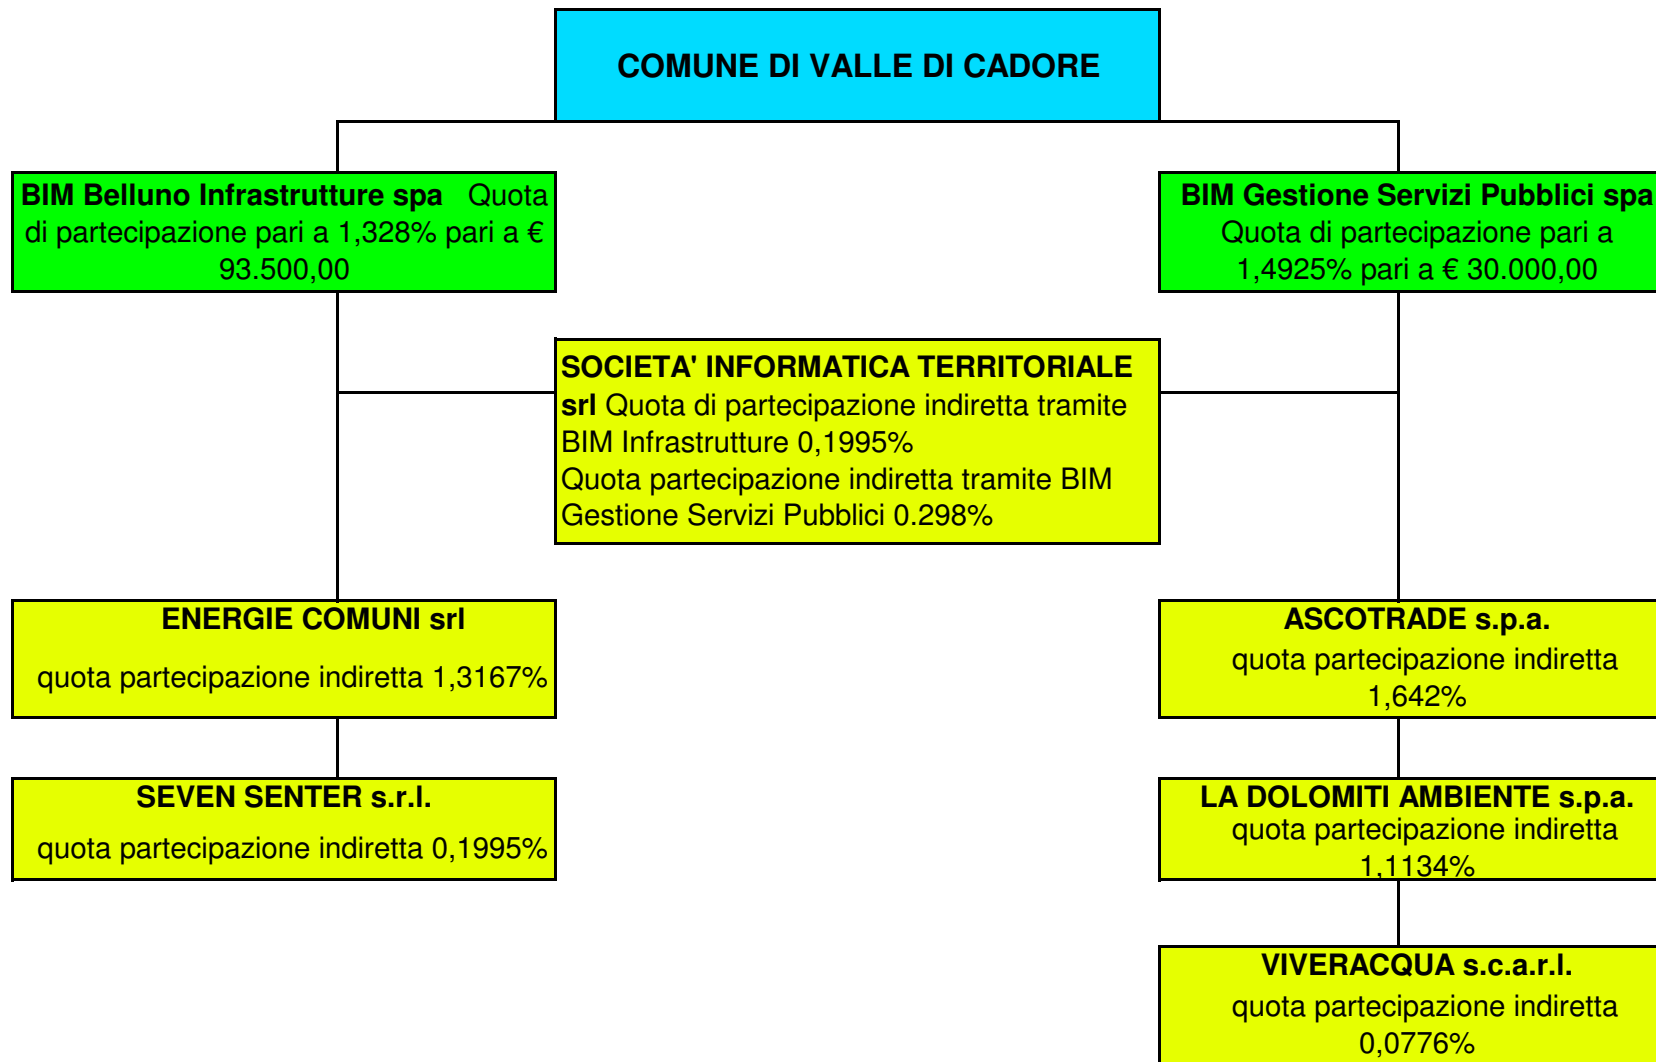 COMUNE DI VALLE DI CADORE
BIM Belluno Infrastrutture spa Quota
di partecipazione pari a 1,328% pari a €
93.500,00
BIM Gestione Servizi Pubblici spa
Quota di partecipazione pari a
1,4925% pari a € 30.000,00
SOCIETA' INFORMATICA TERRITORIALE
srl Quota di partecipazione indiretta tramite
BIM Infrastrutture 0,1995%
Quota partecipazione indiretta tramite BIM
Gestione Servizi Pubblici 0.298%
ENERGIE COMUNI srl
quota partecipazione indiretta 1,3167%
ASCOTRADE s.p.a.
quota partecipazione indiretta
1,642%
SEVEN SENTER s.r.l.
quota partecipazione indiretta 0,1995%
LA DOLOMITI AMBIENTE s.p.a.
quota partecipazione indiretta
1,1134%
VIVERACQUA s.c.a.r.l.
quota partecipazione indiretta
0,0776%